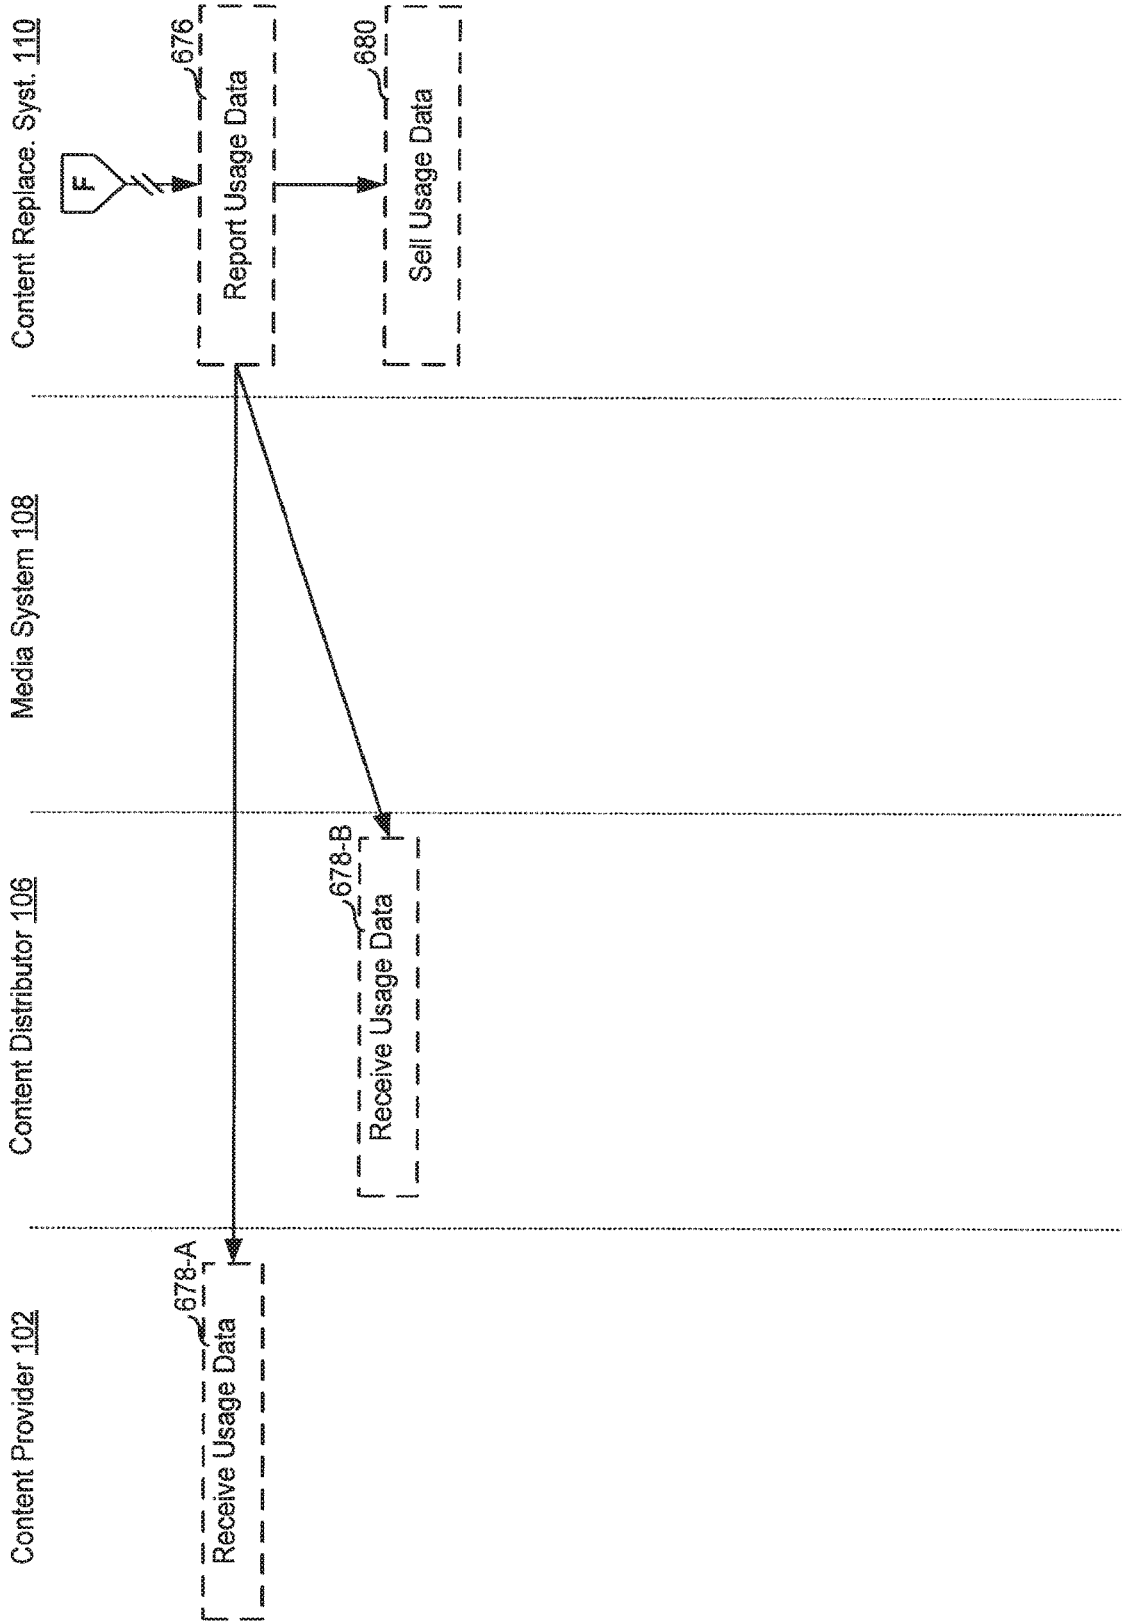 Content Provider 102
Content Distributor 106
Media System 108
Content Replace. Syst. 110
F
676
Report Usage Data
678-A
Receive Usage Data
678-B
Receive Usage Data
680
Sell Usage Data